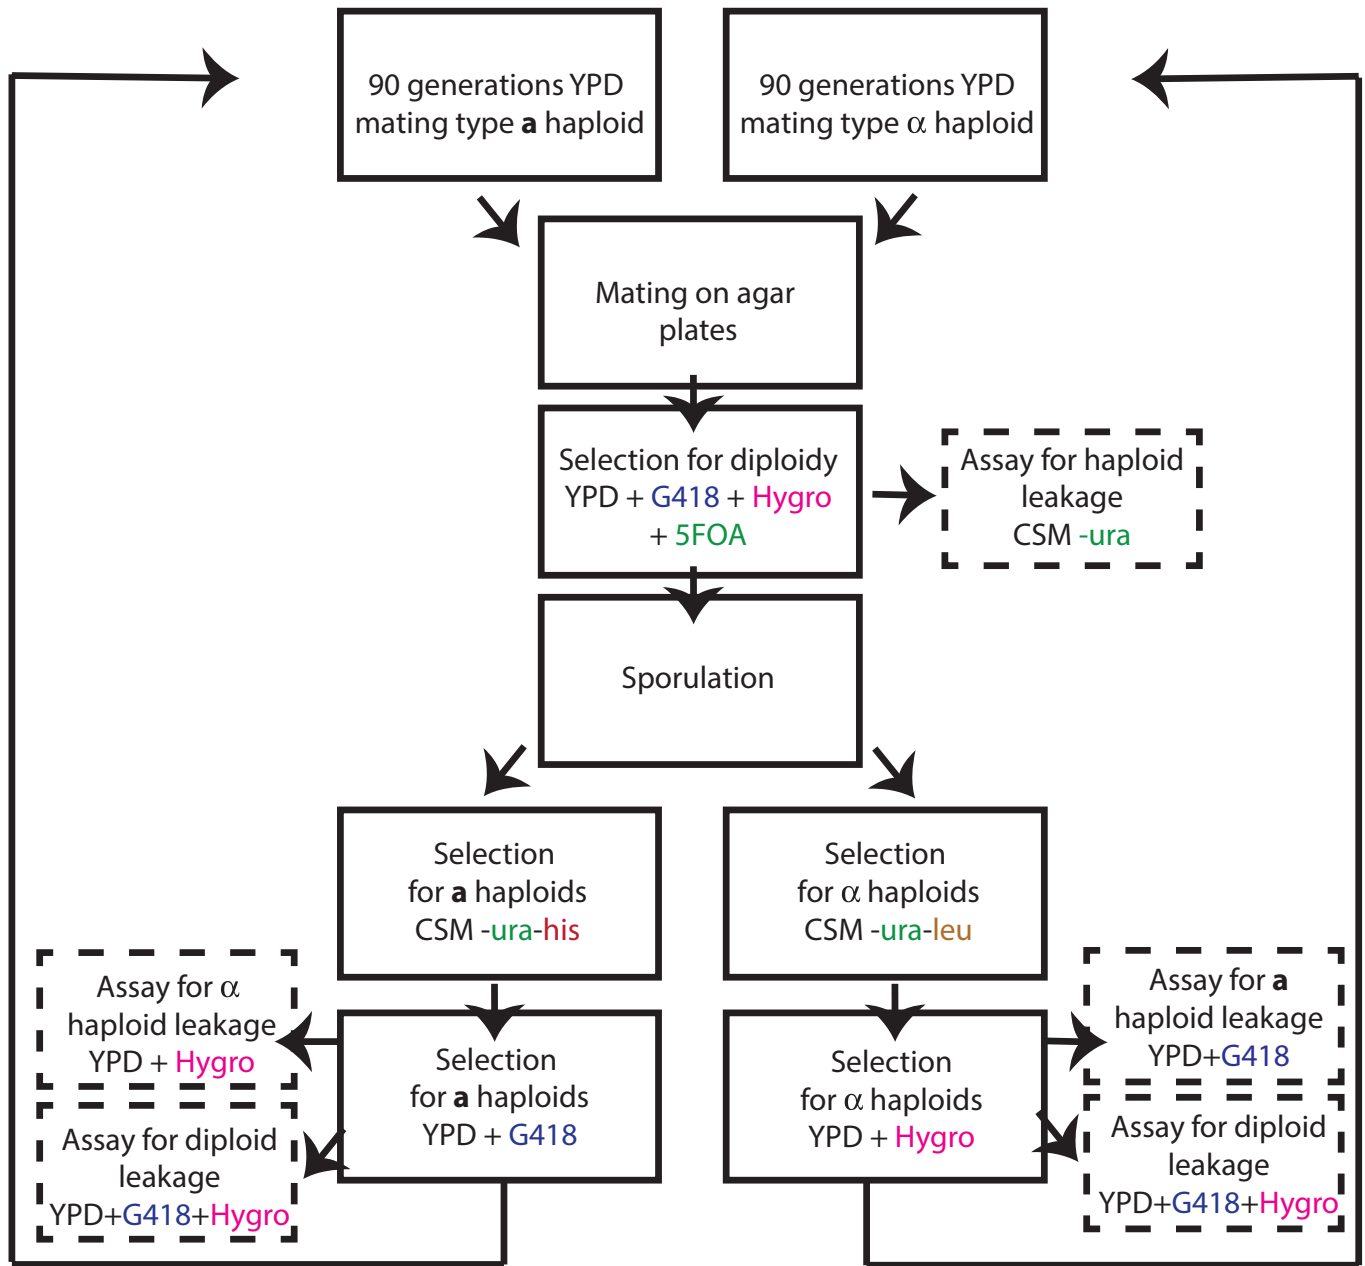 90 generations YPD
mating type a haploid
90 generations YPD
mating type α haploid
Mating on agar
plates
Selection for diploidy
YPD + G418 + Hygro
+ 5FOA
Assay for haploid
leakage
CSM -ura
Sporulation
Selection
for a haploids
CSM -ura-his
Selection
for α haploids
CSM -ura-leu
Assay for α
haploid leakage
YPD + Hygro
Selection
for a haploids
YPD + G418
Selection
for α haploids
YPD + Hygro
Assay for a
haploid leakage
YPD+G418
Assay for diploid
leakage
YPD+G418+Hygro
Assay for diploid
leakage
YPD+G418+Hygro